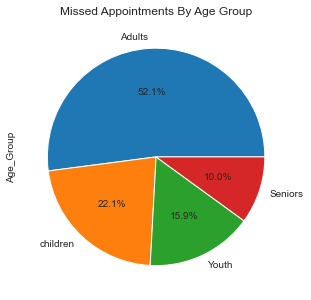 Missed Appointments By Age Group
Adults
52.1%
Age_Group
10.0%
Seniors
22.1%
15.9%
children
Youth